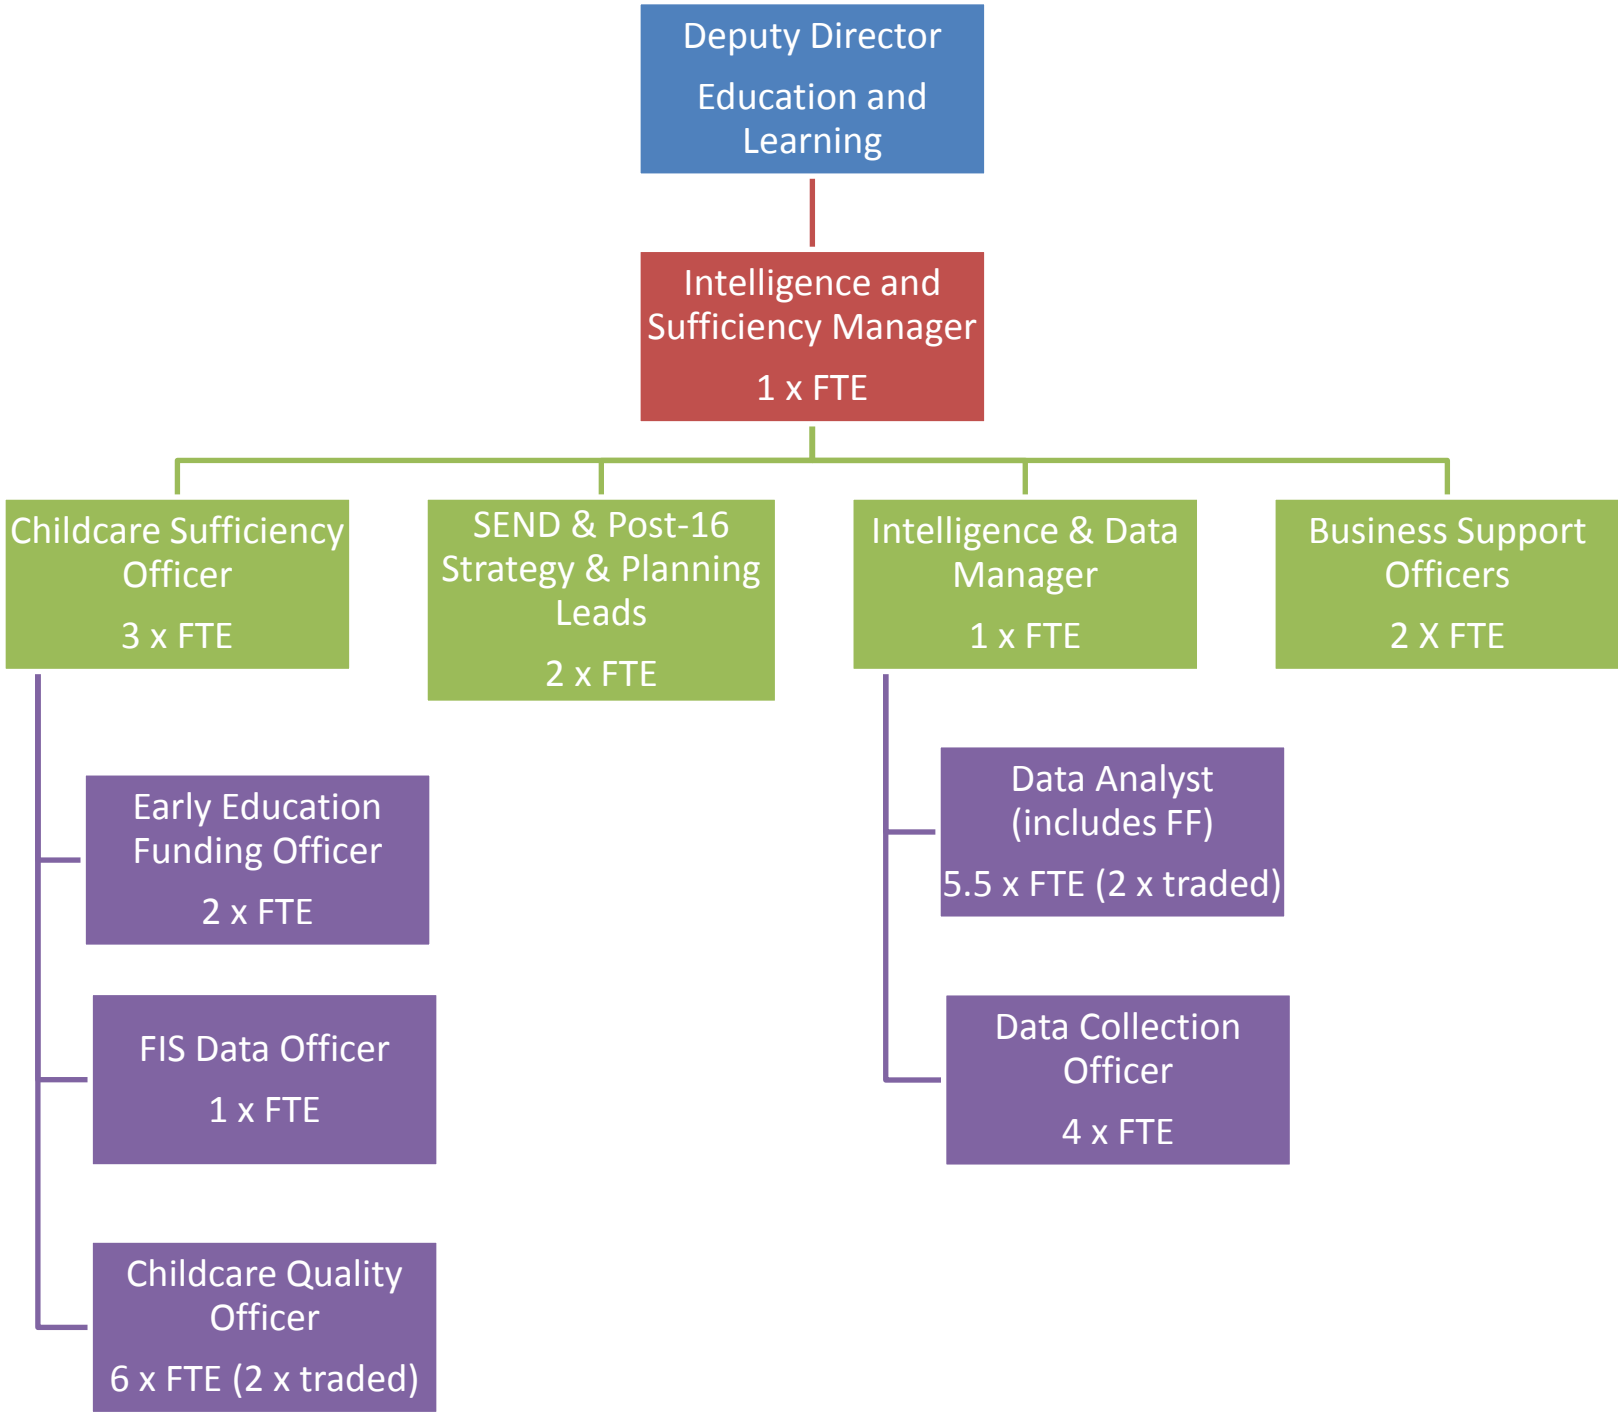 Deputy Director
Education and
Learning
Intelligence and
Sufficiency Manager
1 x FTE
Childcare Sufficiency
Officer
3 x FTE
SEND & Post-16
Strategy & Planning
Leads
2 x FTE
Intelligence & Data
Manager
1 x FTE
Business Support
Officers
2 X FTE
Early Education
Funding Officer
2 x FTE
FIS Data Officer
1 x FTE
Childcare Quality
Officer
6 x FTE (2 x traded)
Data Analyst
(includes FF)
5.5 x FTE (2 x traded)
Data Collection
Officer
4 x FTE